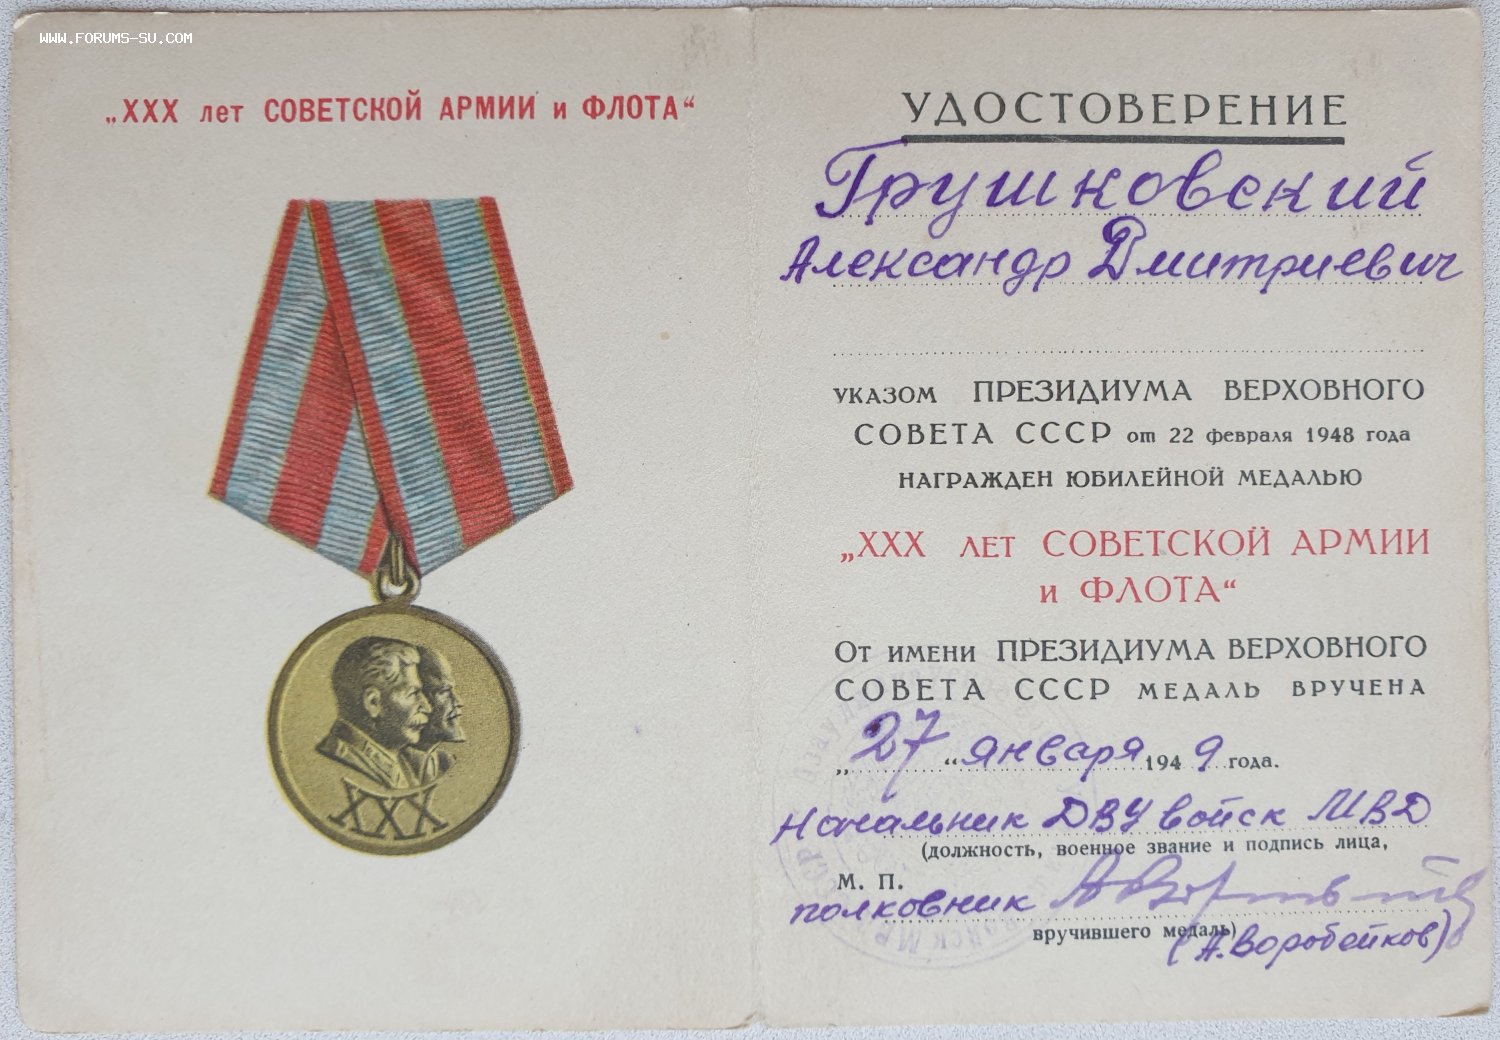 WWW.FORUMS-SU.COM
„XXX лет СОВЕТСКОЙ АРМИИ и ФЛОТА“
XXX
УДОСТОВЕРЕНИЕ
Грушковский
Александр Дмитриевич
УКАЗОМ ПРЕЗИДИУМА ВЕРХОВНОГО
СОВЕТА СССР от 22 февраля 1948 года
НАГРАЖДЕН ЮБИЛЕЙНОЙ МЕДАЛЬЮ
„XXX ЛЕТ СОВЕТСКОЙ АРМИИ
и ФЛОТА“
ОТ ИМЕНИ ПРЕЗИДИУМА ВЕРХОВНОГО
СОВЕТА СССР МЕДАЛЬ ВРУЧЕНА
„27“ января 1949 года.
Начальник ДВУ войск МВД
(должность, военное звание и подпись лица,
М. П.
полковник
вручившего медаль)
(А. Воробейков)